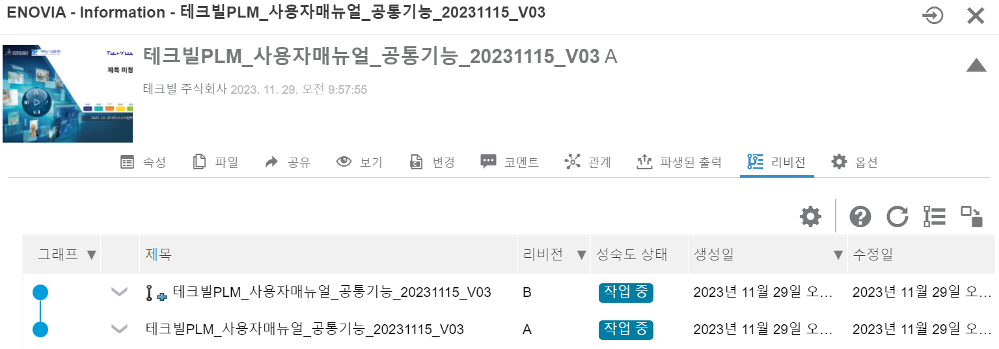 ENOVIA - Information - 테크빌PLM_사용자매뉴얼_공통기능_20231115_V03
테크빌PLM_사용자매뉴얼_공통기능_20231115_V03 A
제목 미정
테크빌 주식회사 2023. 11. 29. 오전 9:57:55
속성 파일 공유 보기 변경 코멘트 관계 파생된 출력 리비전 옵션
그래프 제목 리비전 성숙도 상태 생성일 수정일
테크빌PLM_사용자매뉴얼_공통기능_20231115_V03 B 작업 중 2023년 11월 29일 오... 2023년 11월 29일 오...
테크빌PLM_사용자매뉴얼_공통기능_20231115_V03 A 작업 중 2023년 11월 29일 오... 2023년 11월 29일 오...